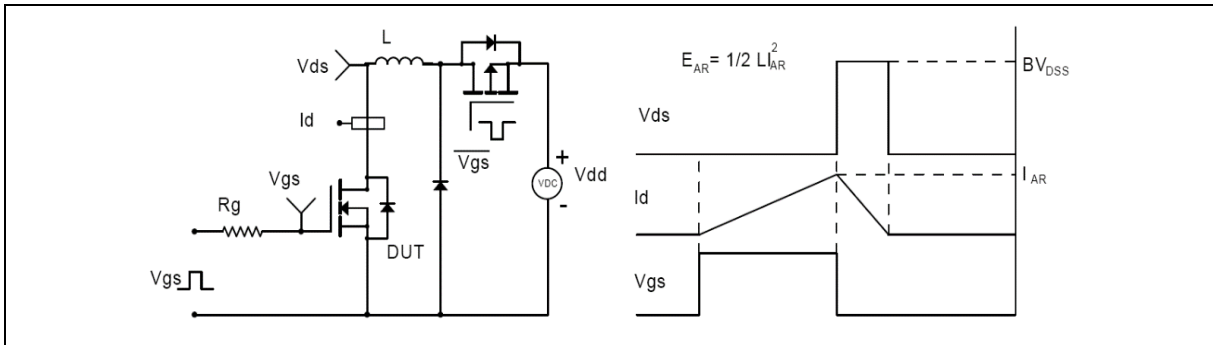 L
Vds
Id
Vgs
Vgs
+
VDC
Vdd
-
Rg
DUT
Vgs
E_AR = 1/2 LI_AR^2
BV_DSS
Vds
I_AR
Id
Vgs